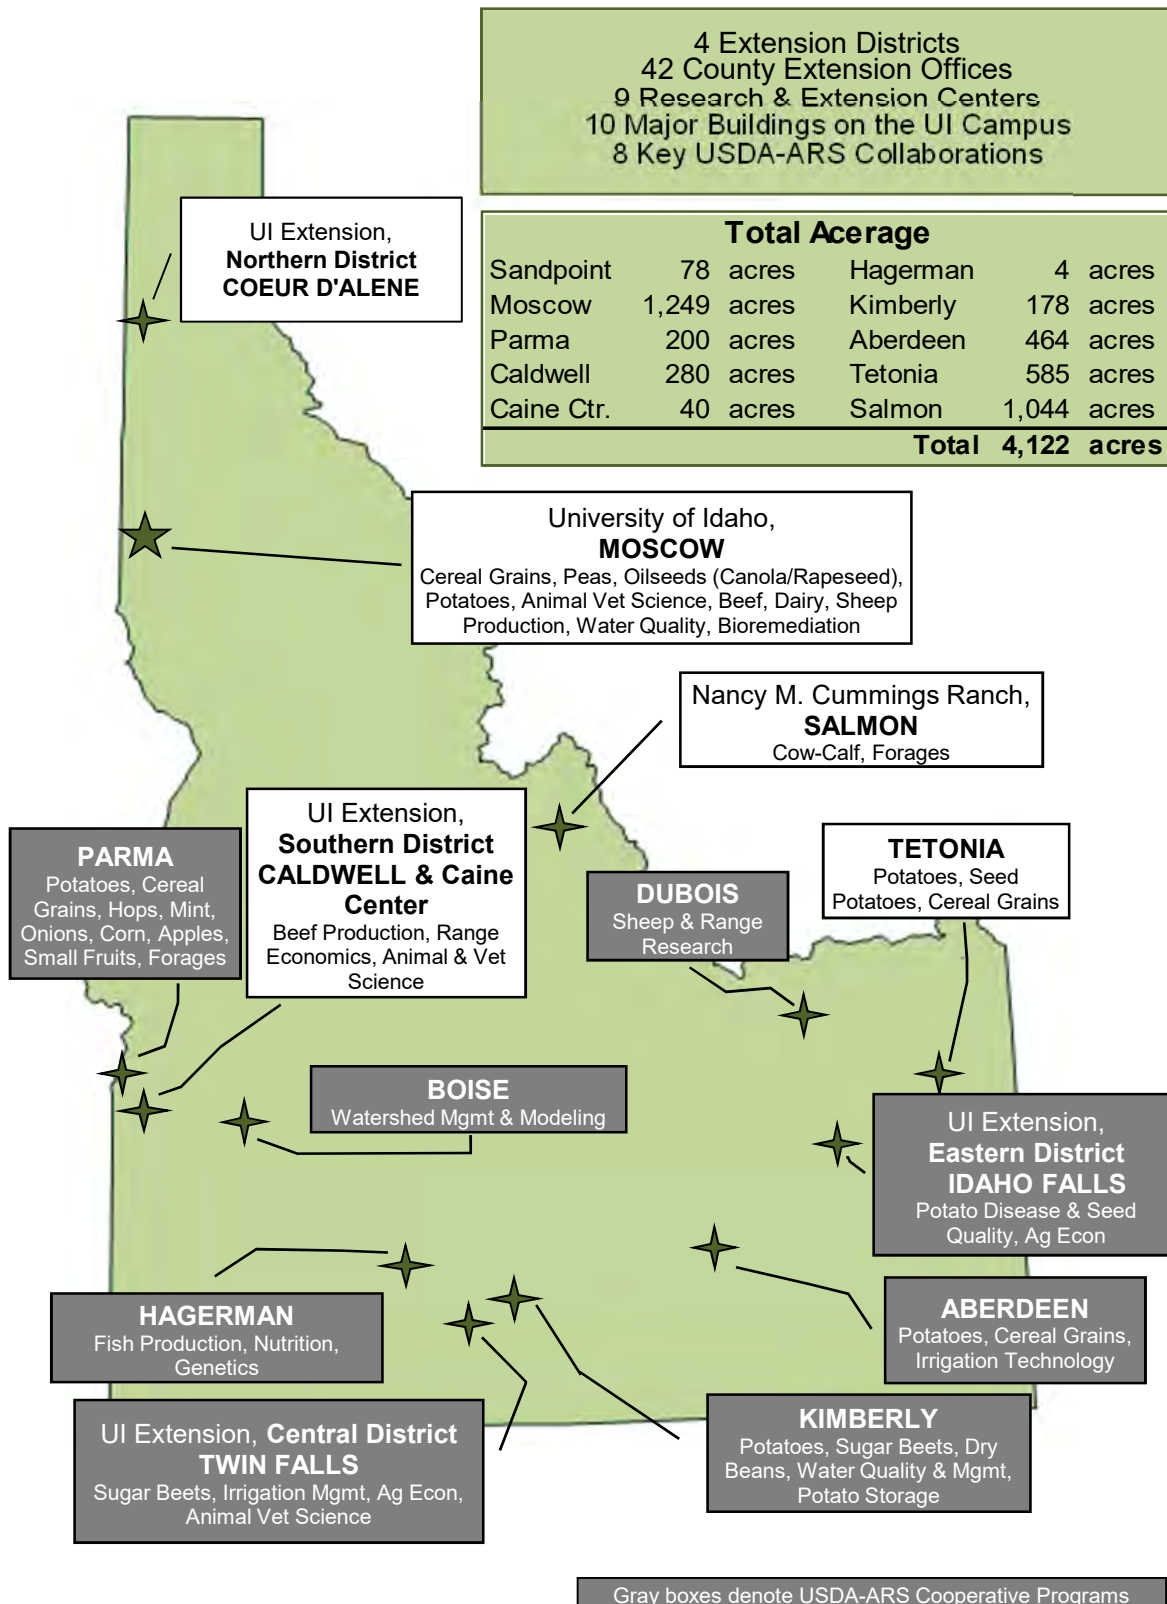 4 Extension Districts
42 County Extension Offices
9 Research & Extension Centers
10 Major Buildings on the UI Campus
8 Key USDA-ARS Collaborations
Total Acerage
Sandpoint 78 acres Hagerman 4 acres
Moscow 1,249 acres Kimberly 178 acres
Parma 200 acres Aberdeen 464 acres
Caldwell 280 acres Tetonia 585 acres
Caine Ctr. 40 acres Salmon 1,044 acres
Total 4,122 acres
UI Extension,
Northern District
COEUR D'ALENE
University of Idaho,
MOSCOW
Cereal Grains, Peas, Oilseeds (Canola/Rapeseed),
Potatoes, Animal Vet Science, Beef, Dairy, Sheep
Production, Water Quality, Bioremediation
Nancy M. Cummings Ranch,
SALMON
Cow-Calf, Forages
UI Extension,
Southern District
CALDWELL & Caine
Center
Beef Production, Range
Economics, Animal & Vet
Science
PARMA
Potatoes, Cereal
Grains, Hops, Mint,
Onions, Corn, Apples,
Small Fruits, Forages
DUBOIS
Sheep & Range
Research
TETONIA
Potatoes, Seed
Potatoes, Cereal Grains
BOISE
Watershed Mgmt & Modeling
UI Extension,
Eastern District
IDAHO FALLS
Potato Disease & Seed
Quality, Ag Econ
HAGERMAN
Fish Production, Nutrition,
Genetics
ABERDEEN
Potatoes, Cereal Grains,
Irrigation Technology
UI Extension, Central District
TWIN FALLS
Sugar Beets, Irrigation Mgmt, Ag Econ,
Animal Vet Science
KIMBERLY
Potatoes, Sugar Beets, Dry
Beans, Water Quality & Mgmt,
Potato Storage
Gray boxes denote USDA-ARS Cooperative Programs